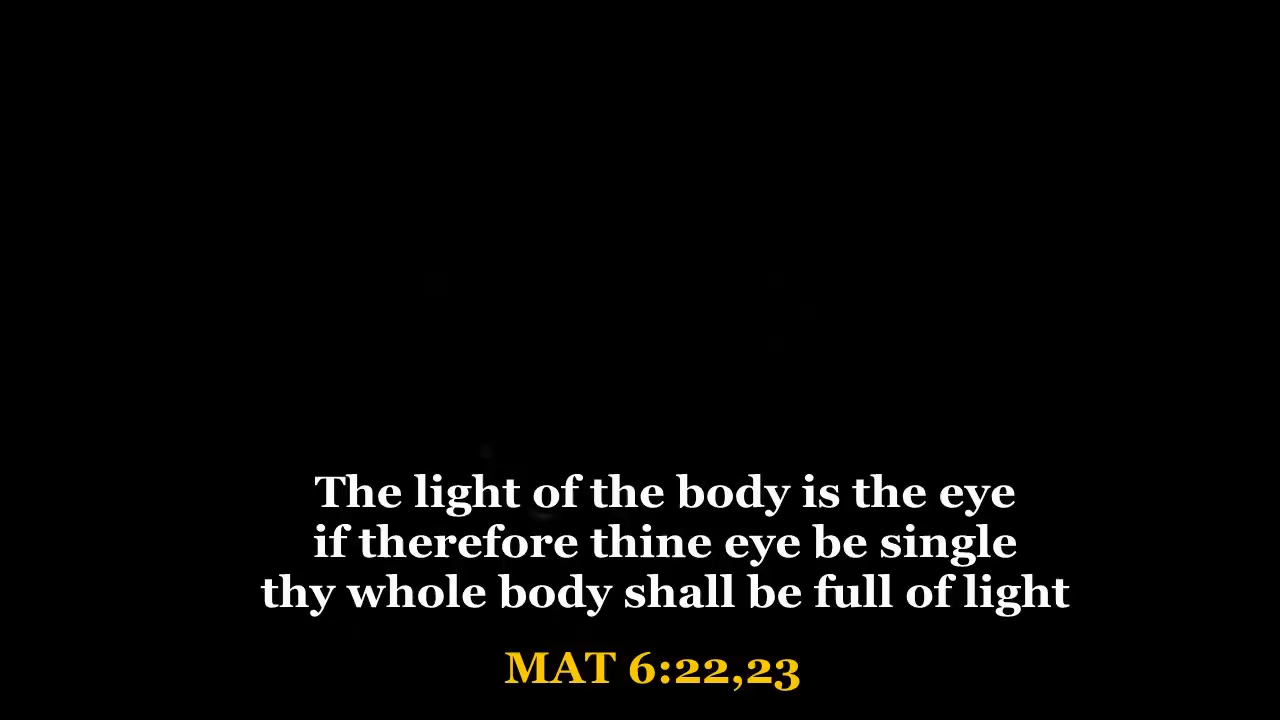 The light of the body is the eye
if therefore thine eye be single
thy whole body shall be full of light
MAT 6:22,23